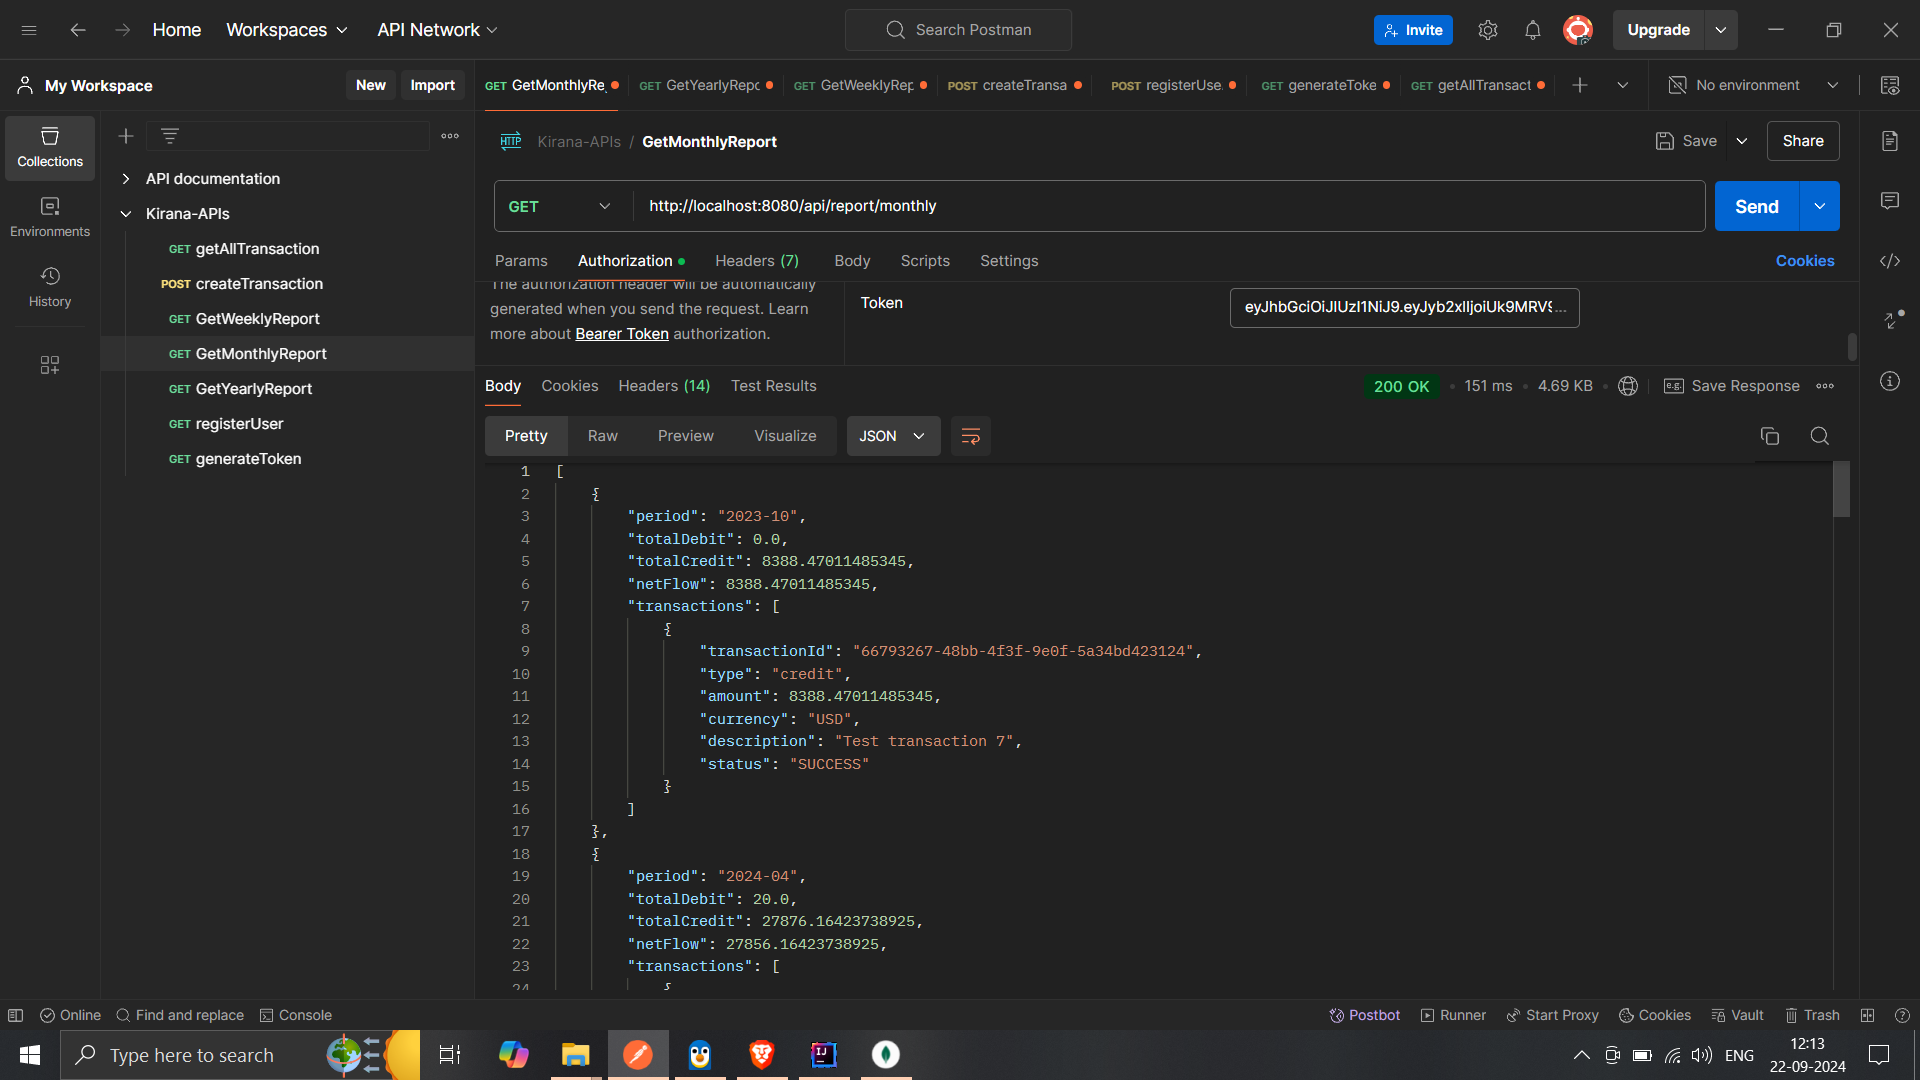 Home Workspaces API Network Search Postman Invite Upgrade
My Workspace New Import
GET GetMonthlyRe GET GetYearlyRepo GET GetWeeklyRep POST createTransa POST registerUse GET generateToke GET getAllTransact No environment
Collections
Environments
History
API documentation
Kirana-APIs
GET getAllTransaction
POST createTransaction
GET GetWeeklyReport
GET GetMonthlyReport
GET GetYearlyReport
GET registerUser
GET generateToken
HTTP Kirana-APIs / GetMonthlyReport Save Share
GET http://localhost:8080/api/report/monthly Send
Params Authorization Headers (7) Body Scripts Settings Cookies
The authorization header will be automatically
generated when you send the request. Learn
more about Bearer Token authorization.
Token eyJhbGciOiJIUzI1NiJ9.eyJyb2xlIjoiUk9MRV9...
Body Cookies Headers (14) Test Results 200 OK • 151 ms • 4.69 KB • e.g. Save Response
Pretty Raw Preview Visualize JSON
1 [
2 {
3 "period": "2023-10",
4 "totalDebit": 0.0,
5 "totalCredit": 8388.47011485345,
6 "netFlow": 8388.47011485345,
7 "transactions": [
8 {
9 "transactionId": "66793267-48bb-4f3f-9e0f-5a34bd423124",
10 "type": "credit",
11 "amount": 8388.47011485345,
12 "currency": "USD",
13 "description": "Test transaction 7",
14 "status": "SUCCESS"
15 }
16 ]
17 },
18 {
19 "period": "2024-04",
20 "totalDebit": 20.0,
21 "totalCredit": 27876.16423738925,
22 "netFlow": 27856.16423738925,
23 "transactions": [
24 {
Online Find and replace Console Postbot Runner Start Proxy Cookies Vault Trash
Type here to search IJ ENG 12:13
22-09-2024